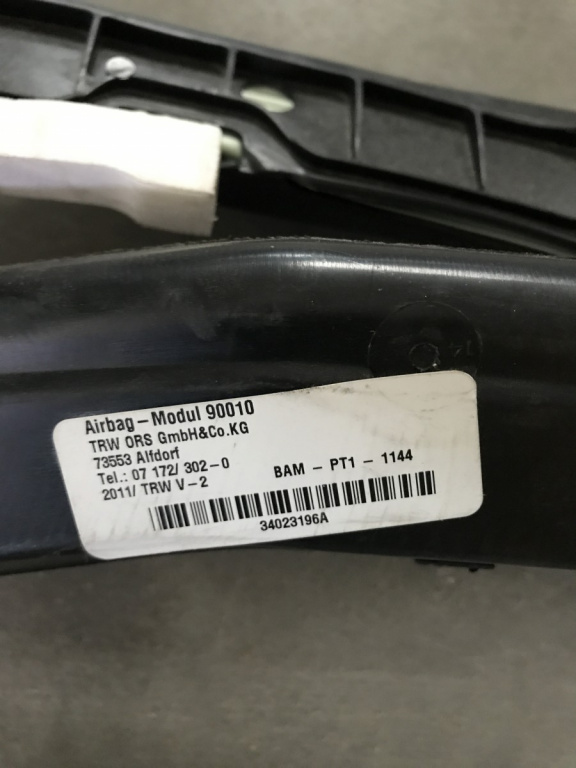 Airbag-Modul 90010
TRW ORS GmbH&Co.KG
73553 Alfdorf
Tel.: 07 172/ 302-0
2011/ TRW V-2
BAM - PT1 - 1144
34023196A
14